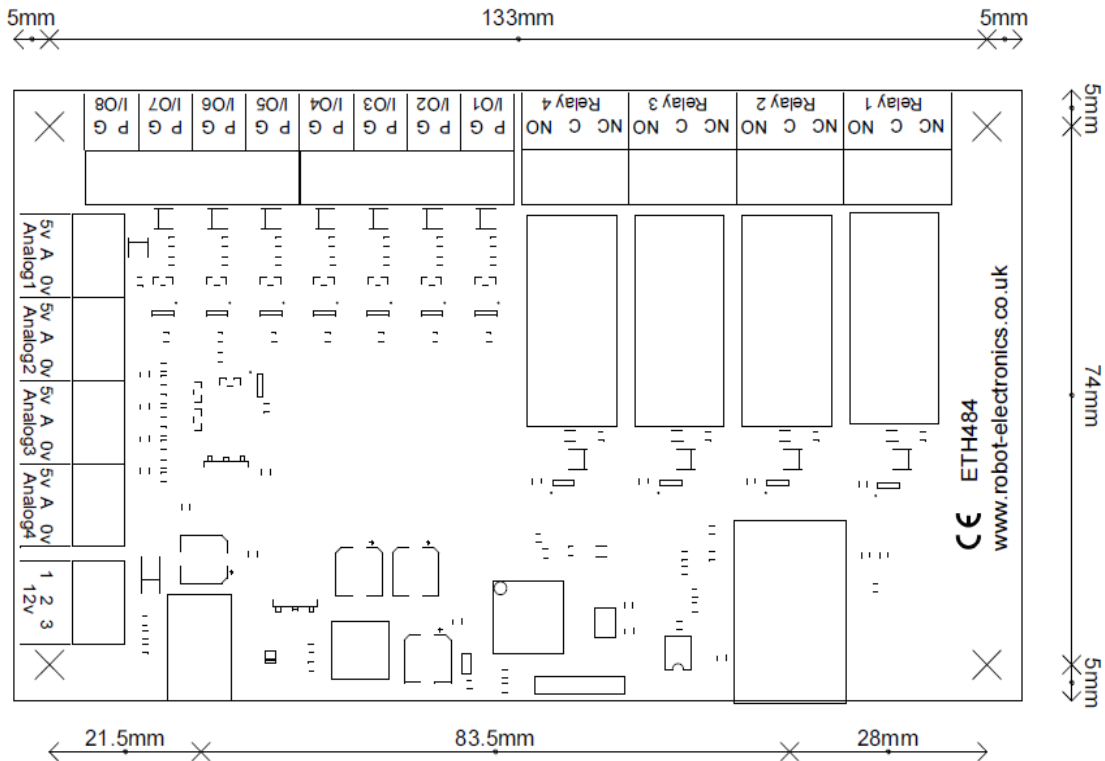 5mm 133mm 5mm
I/O8 I/O7 I/O6 I/O5 I/O4 I/O3 I/O2 I/O1 Relay 4 Relay 3 Relay 2 Relay 1
P G P G P G P G P G P G P G P G NO C NC NO C NC NO C NC NO C NC
5mm
5v A 0v
Analog1
5v A 0v
Analog2
5v A 0v
Analog3
5v A 0v
Analog4
1 2 3
12v
74mm
CE ETH484
www.robot-electronics.co.uk
5mm
21.5mm 83.5mm 28mm